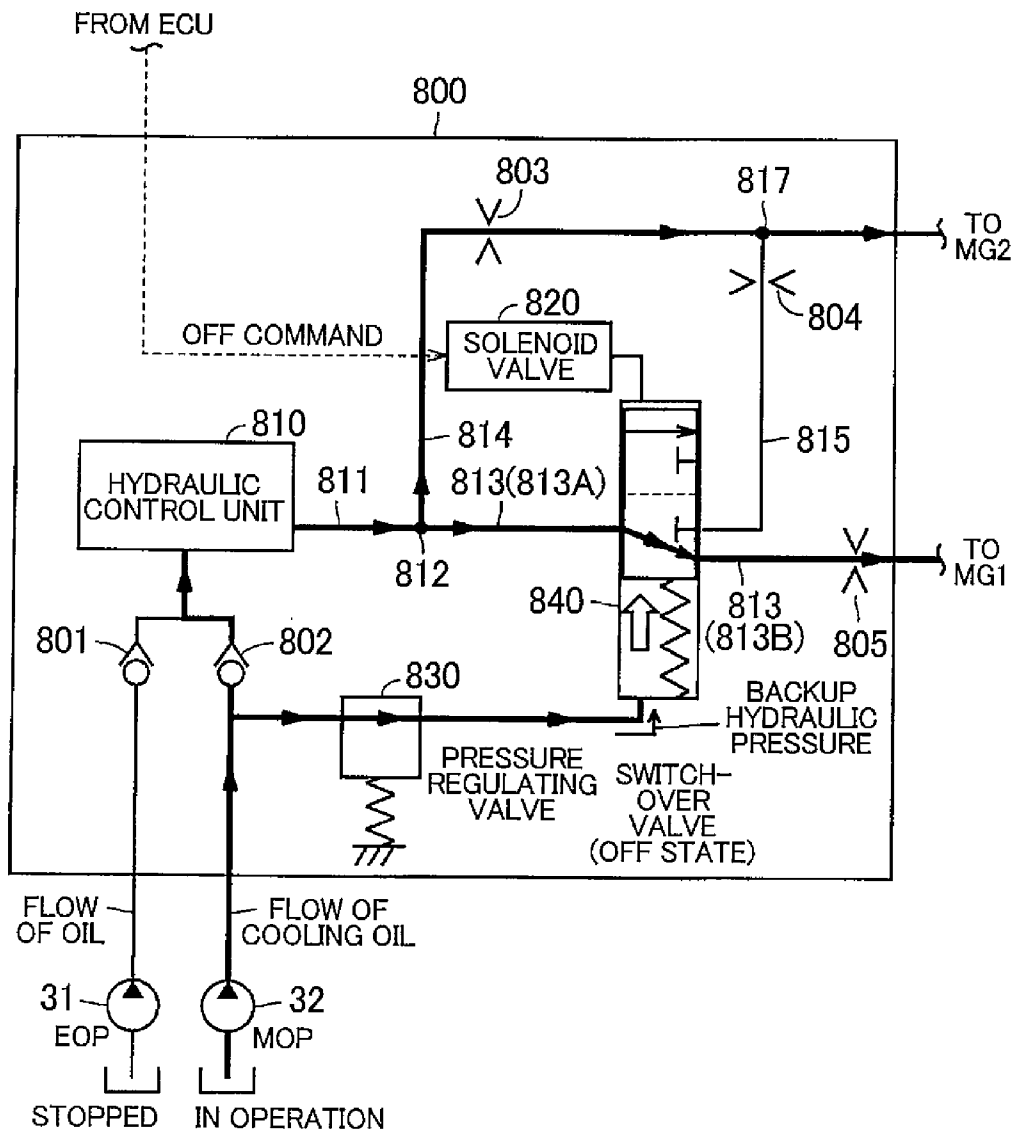 FROM ECU
800
803
817
TO
MG2
804
820
OFF COMMAND
SOLENOID
VALVE
810
814
815
HYDRAULIC
CONTROL UNIT
811
813(813A)
812
TO
MG1
840
813
(813B)
805
801
802
830
BACKUP
HYDRAULIC
PRESSURE
PRESSURE
REGULATING
VALVE
SWITCH-
OVER
VALVE
(OFF STATE)
FLOW
OF OIL
FLOW OF
COOLING OIL
31
EOP
32
MOP
STOPPED
IN OPERATION